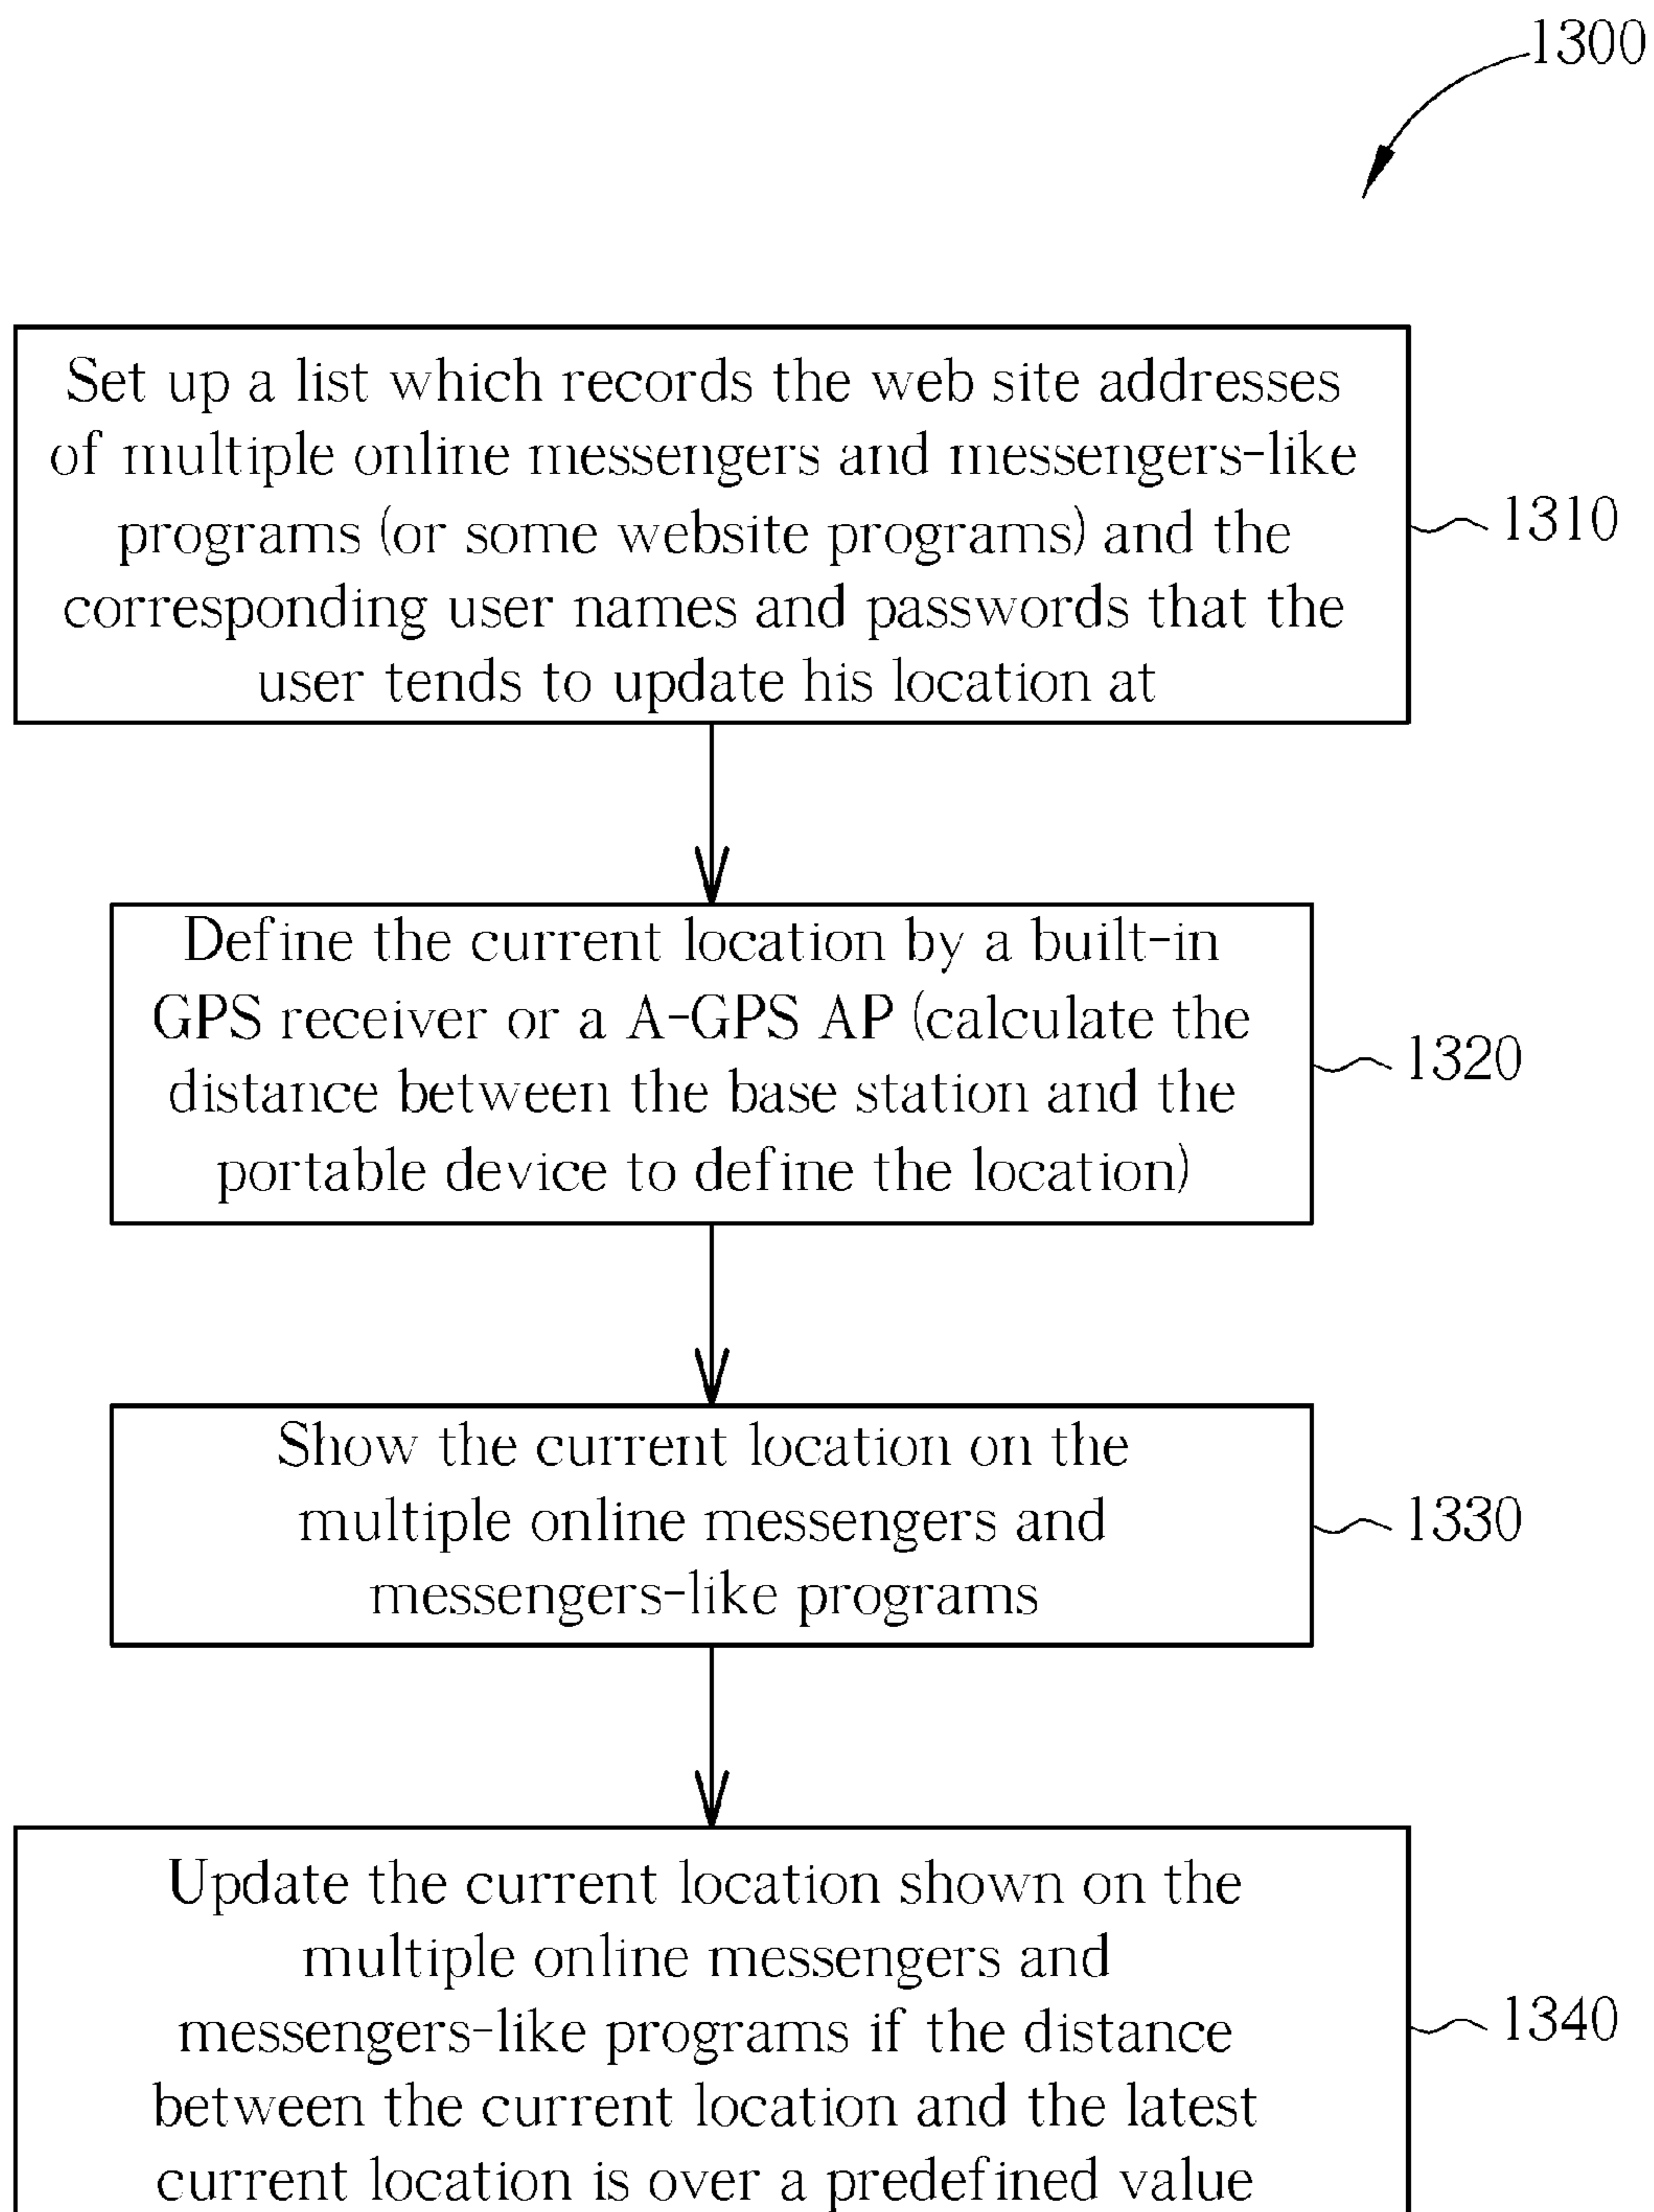 1300
Set up a list which records the web site addresses
of multiple online messengers and messengers-like
programs (or some website programs) and the
corresponding user names and passwords that the
user tends to update his location at
1310
Define the current location by a built-in
GPS receiver or a A-GPS AP (calculate the
distance between the base station and the
portable device to define the location)
1320
Show the current location on the
multiple online messengers and
messengers-like programs
1330
Update the current location shown on the
multiple online messengers and
messengers-like programs if the distance
between the current location and the latest
current location is over a predefined value
1340